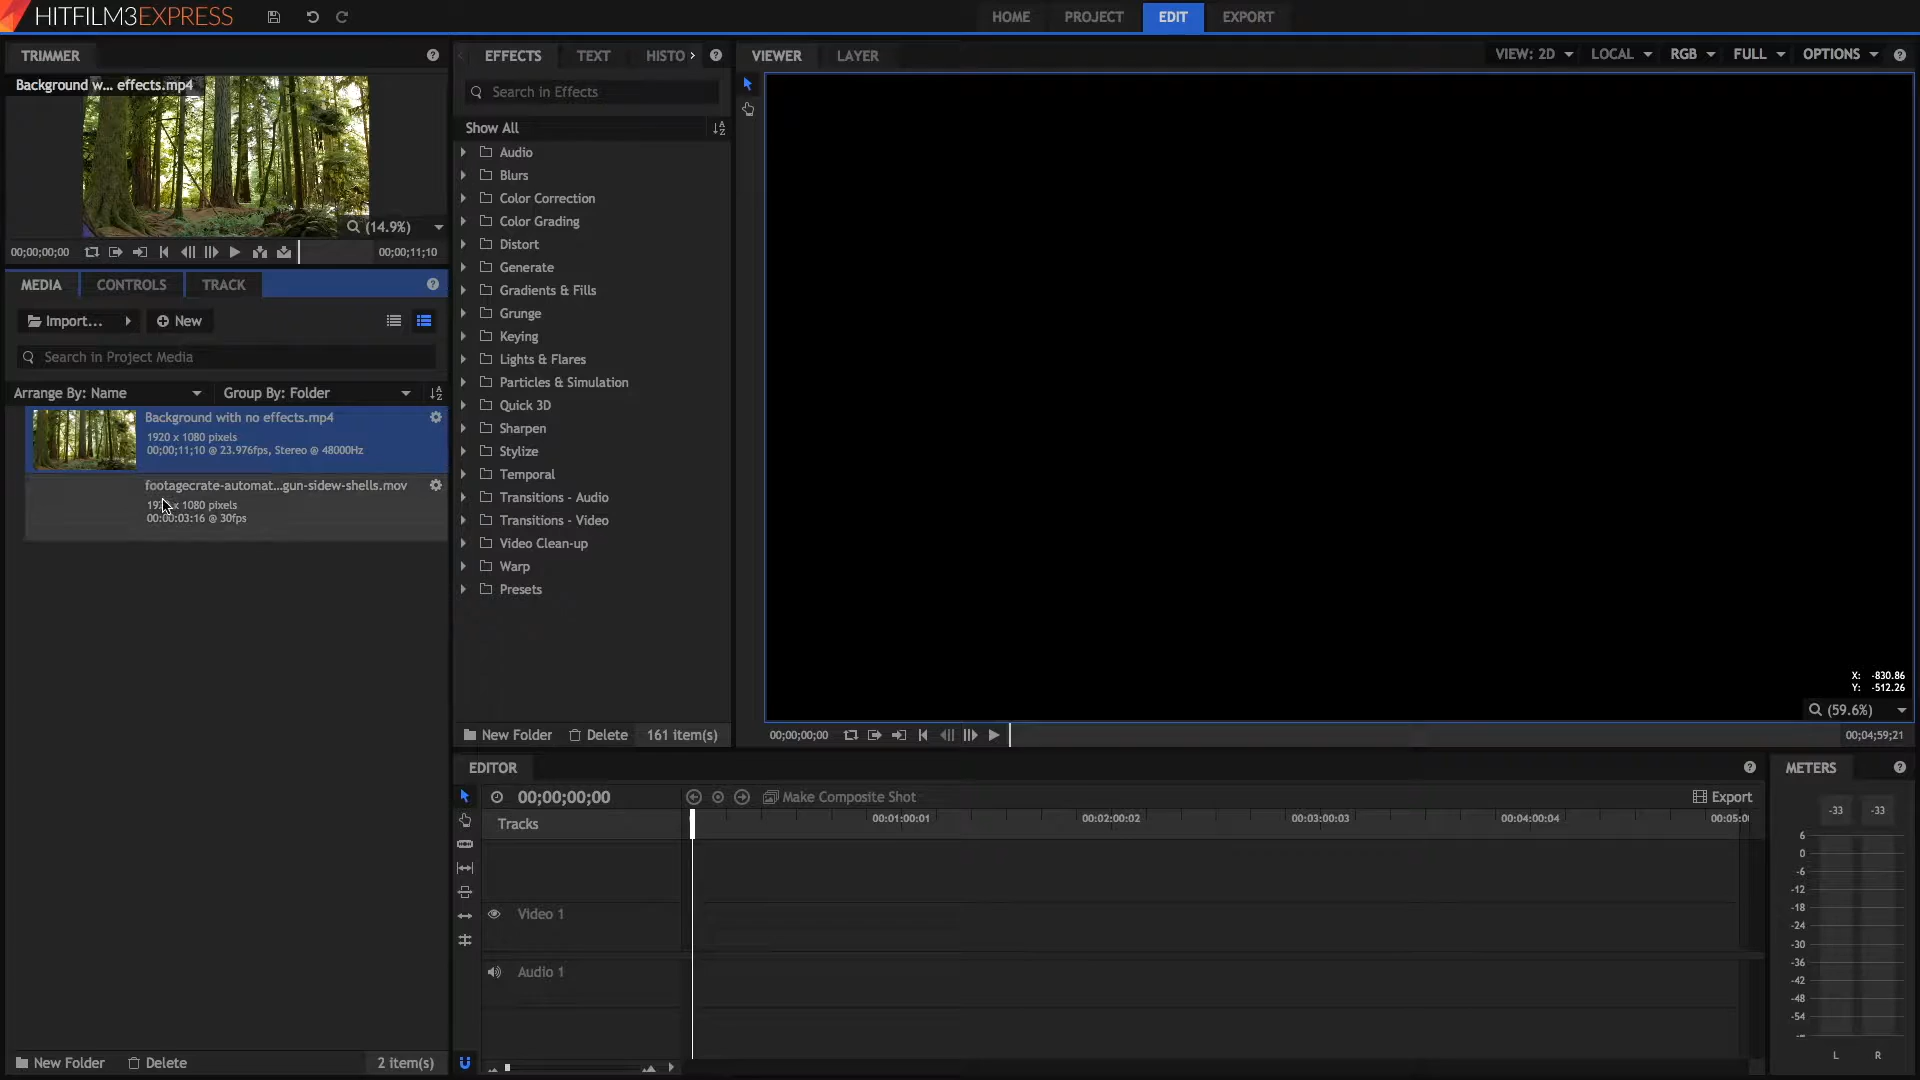 HITFILM3EXPRESS
HOME PROJECT EDIT EXPORT
TRIMMER
Background w... effects.mp4
(14.9%)
00;00;00;00
00;00;11;10
MEDIA CONTROLS TRACK
Import... New
Search in Project Media
Arrange By: Name Group By: Folder
Background with no effects.mp4
1920 x 1080 pixels
00;00;11;10 @ 23.976fps, Stereo @ 48000Hz
footagecrate-automat...gun-sidew-shells.mov
192 x 1080 pixels
00:00:03:16 @ 30fps
New Folder Delete 2 item(s)
EFFECTS TEXT HISTO
Search in Effects
Show All
Audio
Blurs
Color Correction
Color Grading
Distort
Generate
Gradients & Fills
Grunge
Keying
Lights & Flares
Particles & Simulation
Quick 3D
Sharpen
Stylize
Temporal
Transitions - Audio
Transitions - Video
Video Clean-up
Warp
Presets
New Folder Delete 161 item(s)
VIEWER LAYER
VIEW: 2D LOCAL RGB FULL OPTIONS
X: -830.86
Y: -512.26
(59.6%)
00;00;00;00
00;04;59;21
EDITOR
00;00;00;00
Make Composite Shot
Export
Tracks
00:01:00:01 00:02:00:02 00:03:00:03 00:04:00:04 00:05:0
Video 1
Audio 1
METERS
-33 -33
6
0
-6
-12
-18
-24
-30
-36
-42
-48
-54
-∞
L R